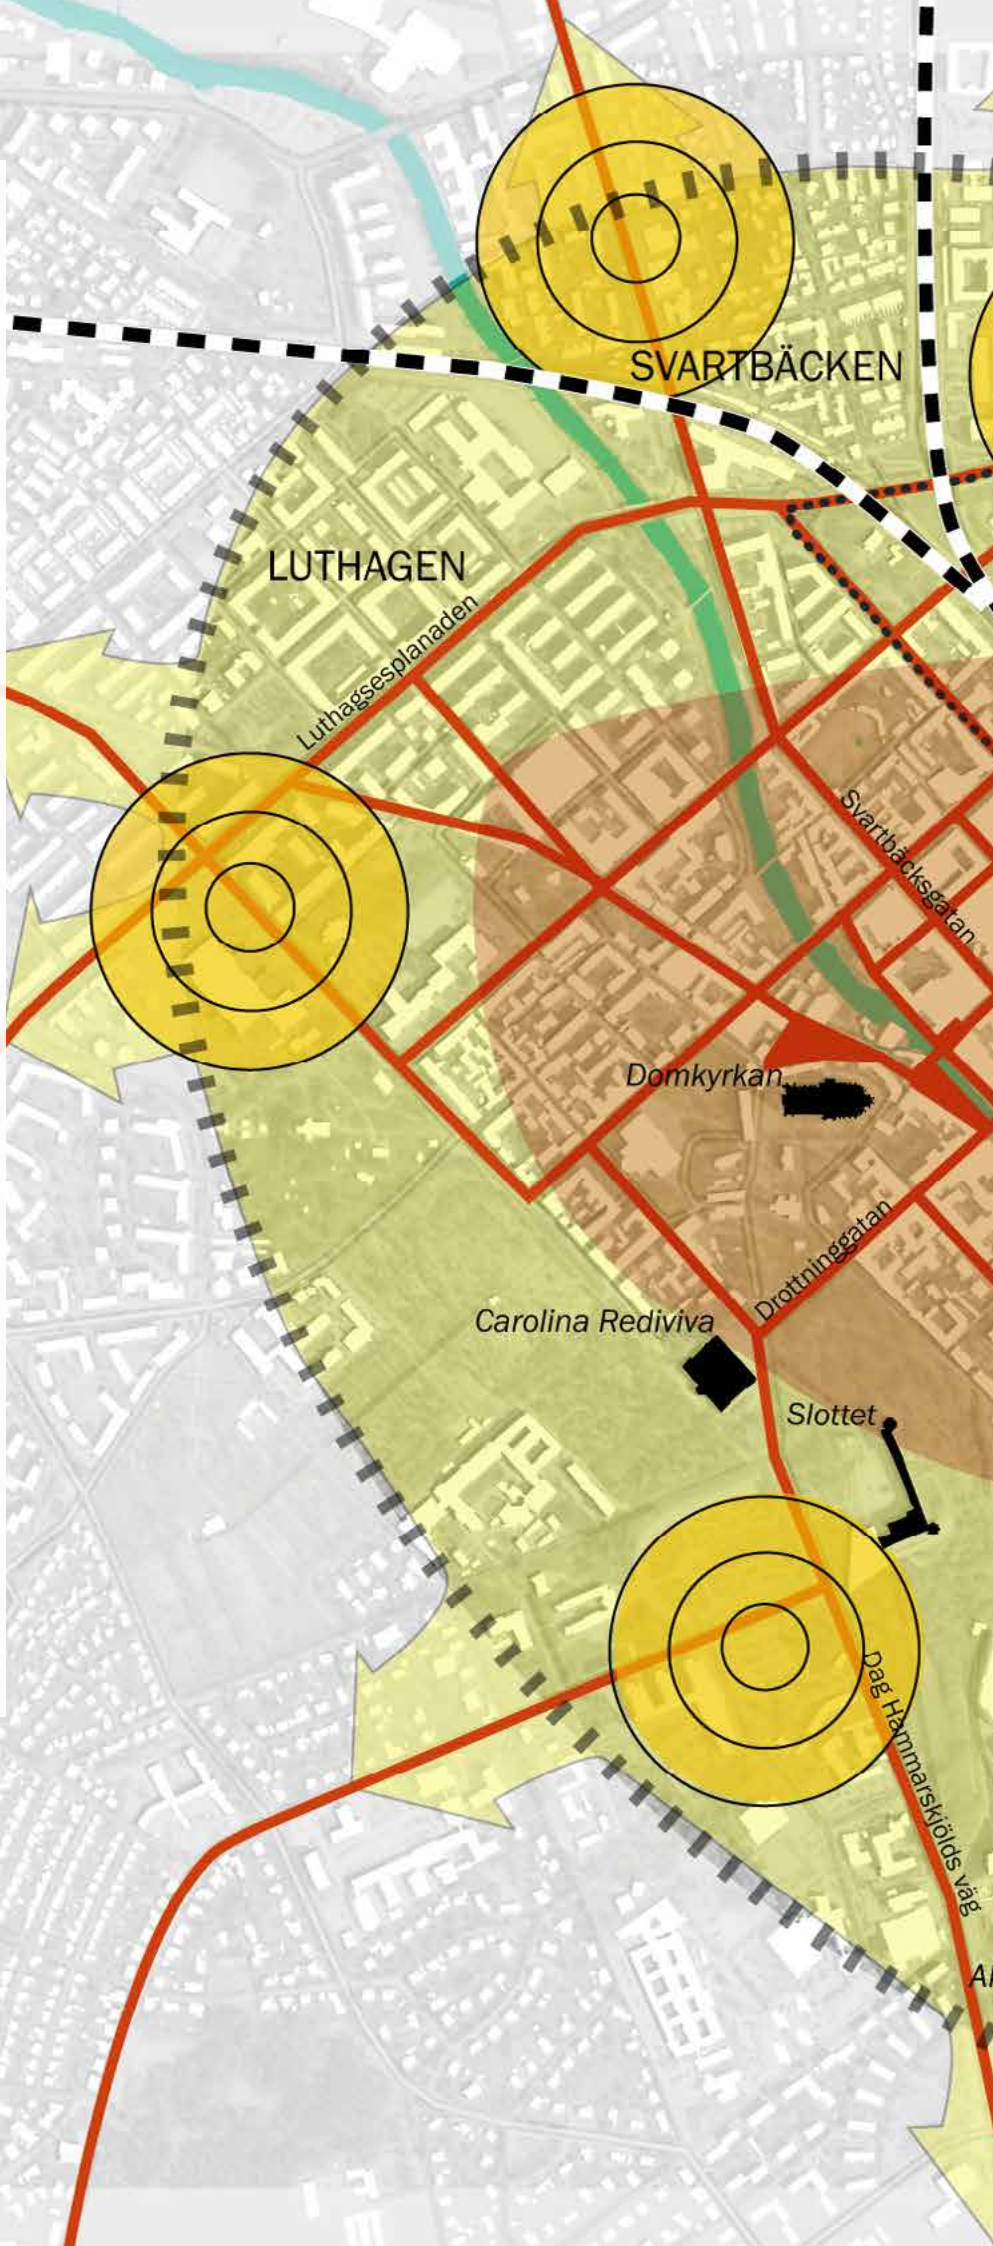 SVARTBÄCKEN
LUTHAGEN
Luthagsesplanaden
Svartbäcksgatan
Domkyrkan
Drottninggatan
Carolina Rediviva
Slottet
Dag Hammarskjölds väg